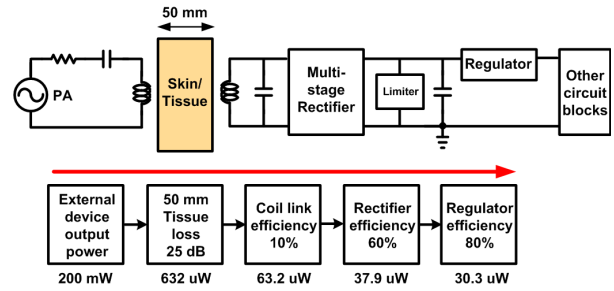 50 mm
PA
Skin/
Tissue
Multi-
stage
Rectifier
Limiter
Regulator
Other
circuit
blocks
External
device
output
power
50 mm
Tissue
loss
25 dB
Coil link
efficiency
10%
Rectifier
efficiency
60%
Regulator
efficiency
80%
200 mW
632 uW
63.2 uW
37.9 uW
30.3 uW